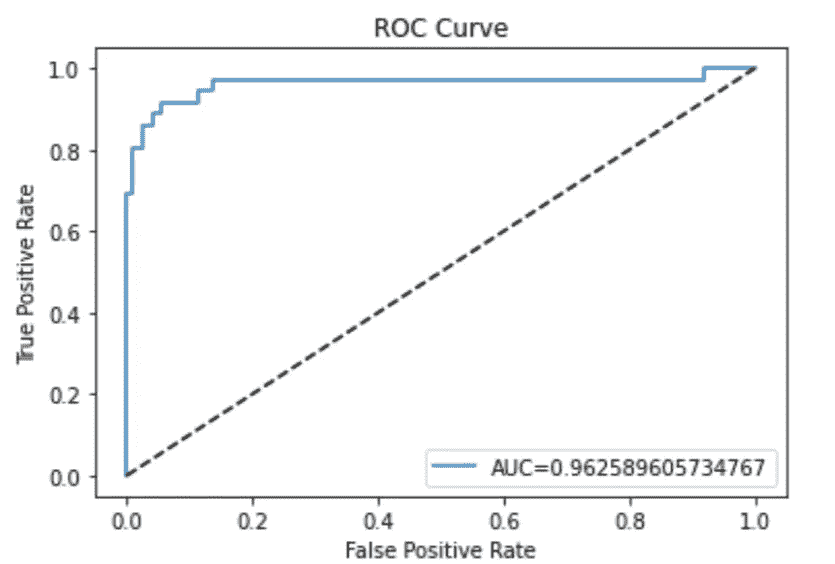 ROC Curve
True Positive Rate
1.0
0.8
0.6
0.4
0.2
0.0
AUC=0.962589605734767
0.0 0.2 0.4 0.6 0.8 1.0
False Positive Rate